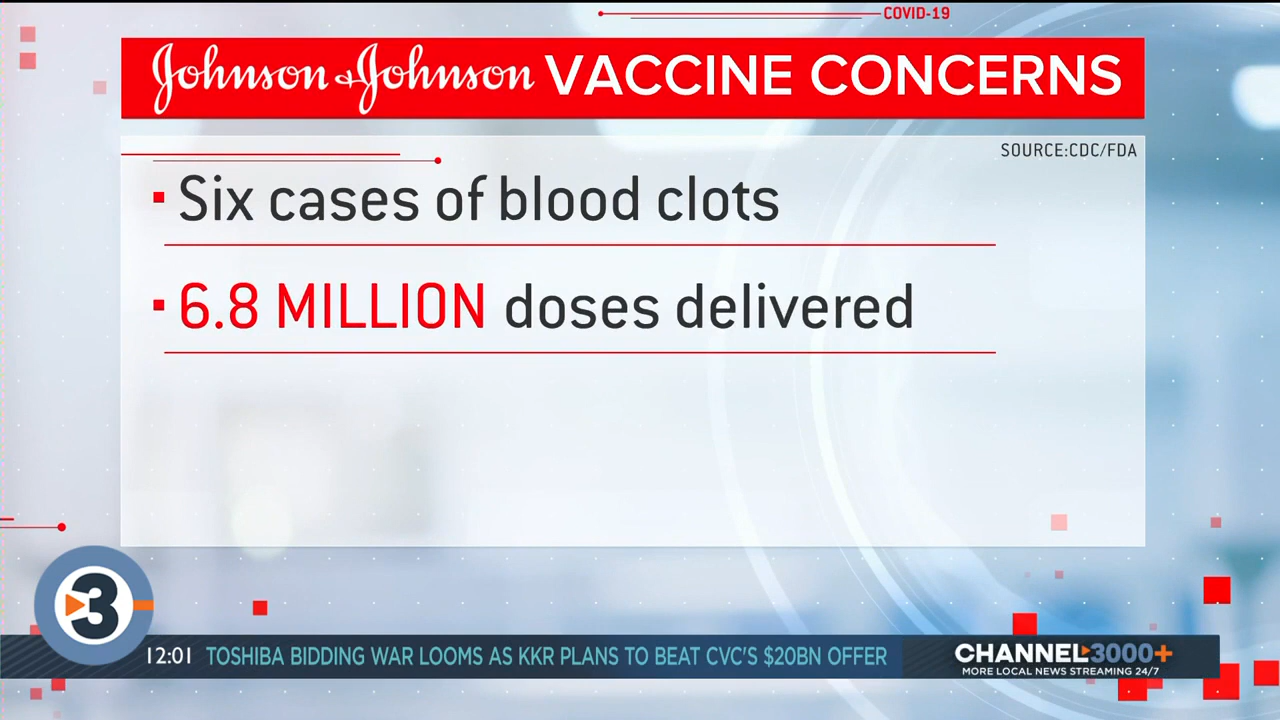 COVID-19
Johnson & Johnson VACCINE CONCERNS
SOURCE:CDC/FDA
▪ Six cases of blood clots
▪ 6.8 MILLION doses delivered
3
12:01 TOSHIBA BIDDING WAR LOOMS AS KKR PLANS TO BEAT CVC'S $20BN OFFER
CHANNEL3000+
MORE LOCAL NEWS STREAMING 24/7